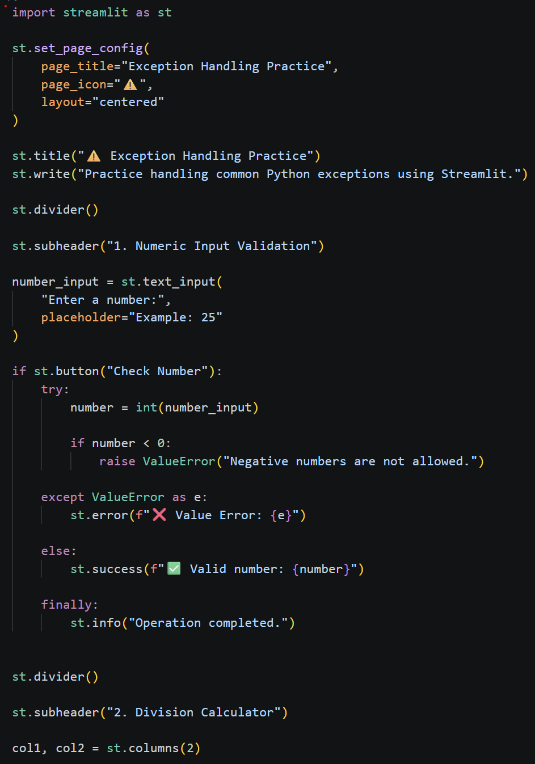 import streamlit as st
st.set_page_config(
page_title="Exception Handling Practice",
page_icon="⚠️",
layout="centered"
)
st.title("⚠️ Exception Handling Practice")
st.write("Practice handling common Python exceptions using Streamlit.")
st.divider()
st.subheader("1. Numeric Input Validation")
number_input = st.text_input(
"Enter a number:",
placeholder="Example: 25"
)
if st.button("Check Number"):
try:
number = int(number_input)
if number < 0:
raise ValueError("Negative numbers are not allowed.")
except ValueError as e:
st.error(f"❌ Value Error: {e}")
else:
st.success(f"✅ Valid number: {number}")
finally:
st.info("Operation completed.")
st.divider()
st.subheader("2. Division Calculator")
col1, col2 = st.columns(2)